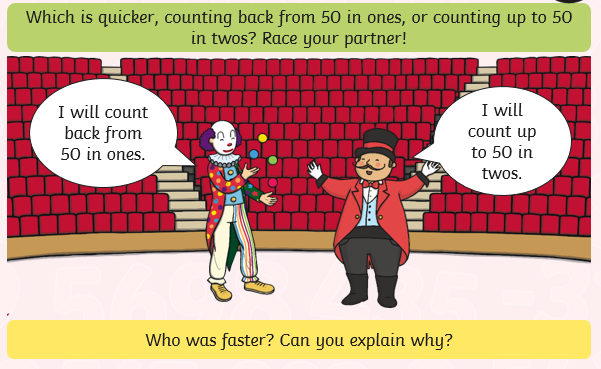 Which is quicker, counting back from 50 in ones, or counting up to 50
in twos? Race your partner!
I will count
back from
50 in ones.
I will
count up
to 50 in
twos.
Who was faster? Can you explain why?